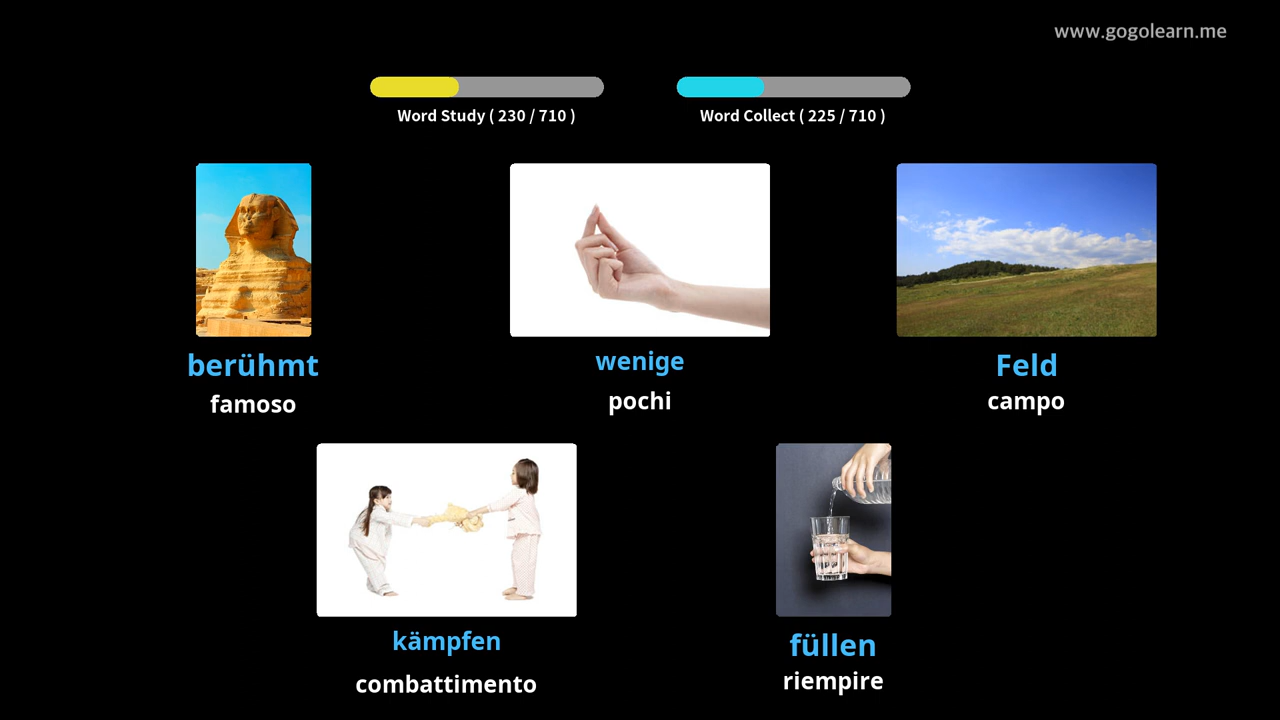 www.gogolearn.me
Word Study ( 230 / 710 )
Word Collect ( 225 / 710 )
berühmt
famoso
wenige
pochi
Feld
campo
kämpfen
combattimento
füllen
riempire